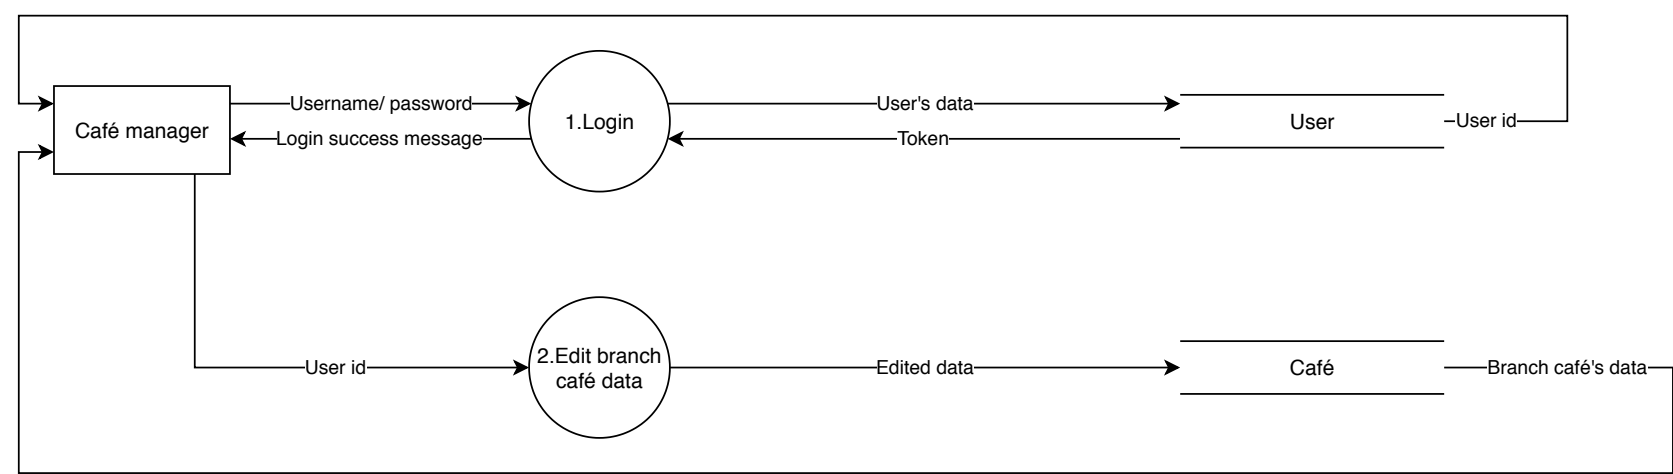 Café manager
Username/ password
Login success message
1.Login
User's data
Token
User
User id
User id
2.Edit branch
café data
Edited data
Café
Branch café's data